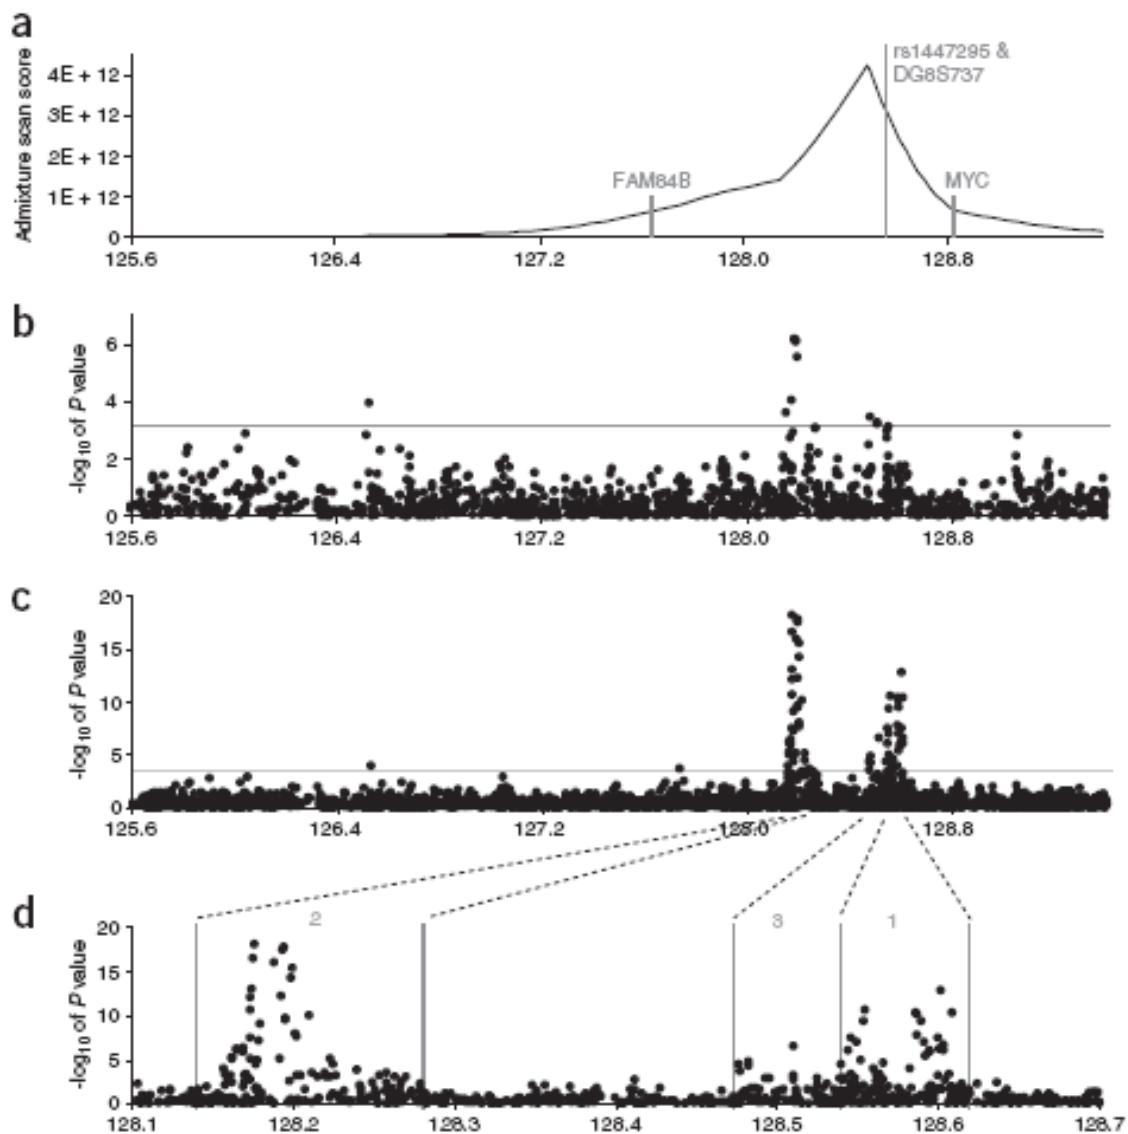 a
Admixture scan score
4E + 12
3E + 12
2E + 12
1E + 12
0
rs1447295 &
DG8S737
FAM84B
MYC
125.6 126.4 127.2 128.0 128.8
b
-log10 of P value
6
4
2
0
125.6 126.4 127.2 128.0 128.8
c
-log10 of P value
20
15
10
5
0
125.6 126.4 127.2 128.0 128.8
d
2 3 1
-log10 of P value
20
15
10
5
0
128.1 128.2 128.3 128.4 128.5 128.6 128.7